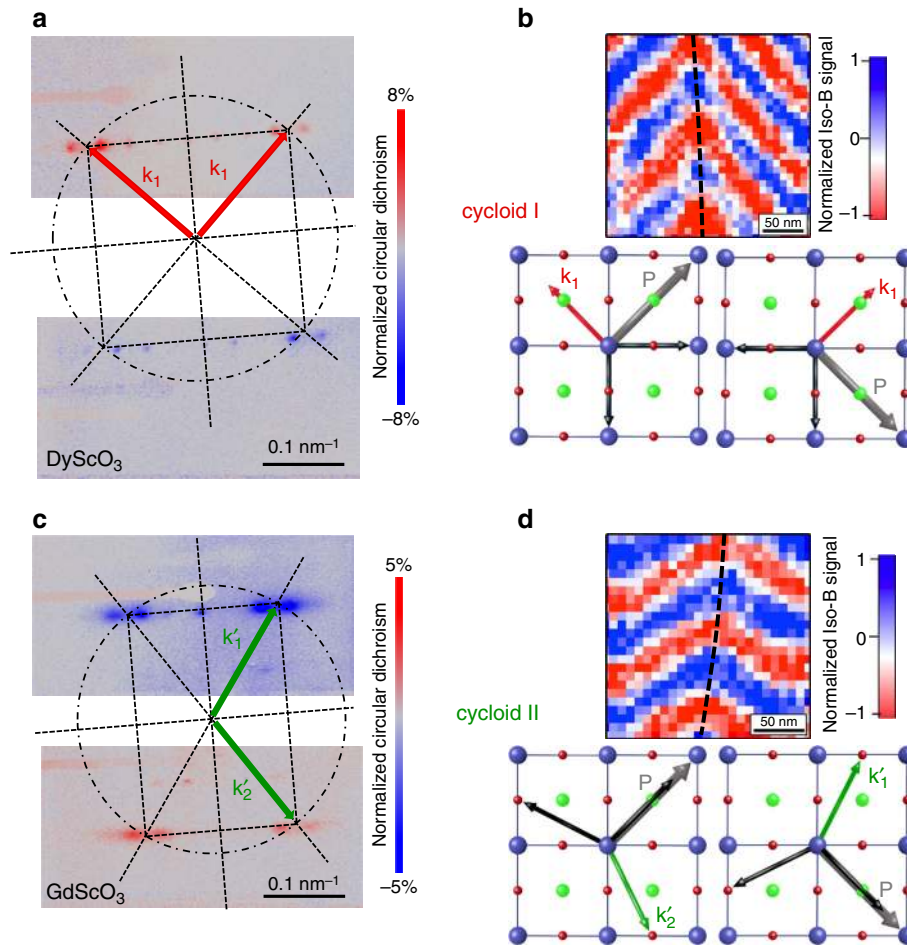 a
8%
k1
k1
Normalized circular dichroism
−8%
DyScO3
0.1 nm−1
b
1
0
−1
Normalized Iso-B signal
50 nm
cycloid I
k1
P
k1
P
c
5%
k′1
k′2
Normalized circular dichroism
−5%
GdScO3
0.1 nm−1
d
1
0
−1
Normalized Iso-B signal
50 nm
cycloid II
P
k′2
k′1
P